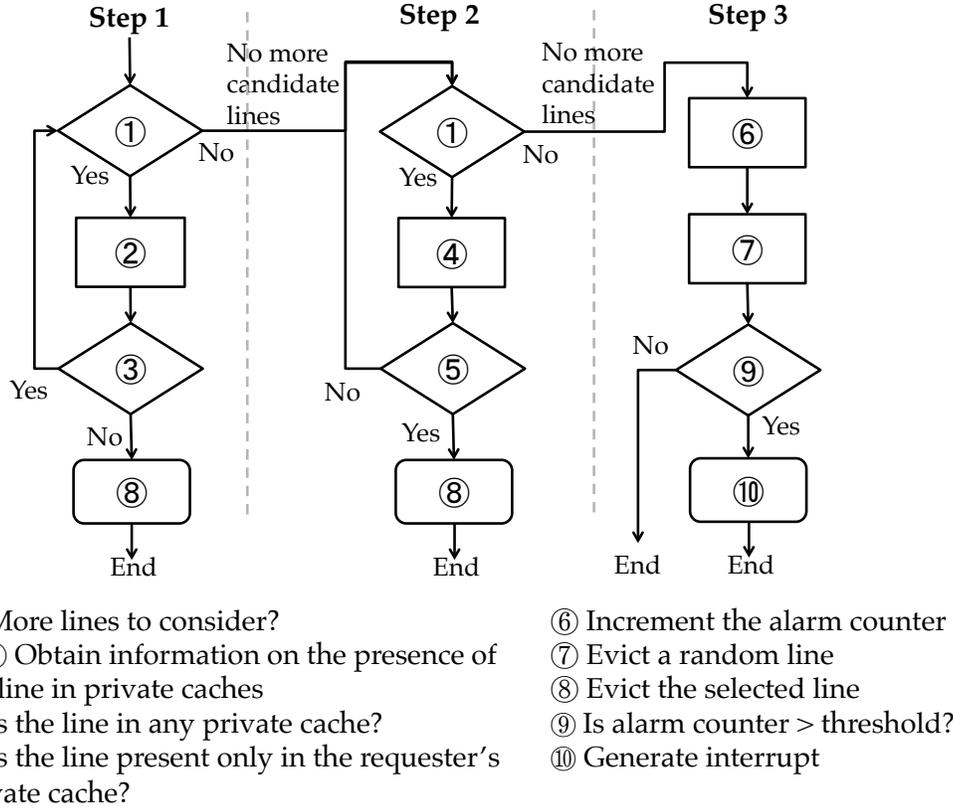 Step 1
Step 2
Step 3
No more
candidate
lines
No more
candidate
lines
①
No
Yes
①
No
Yes
⑥
②
④
⑦
③
Yes
⑤
No
⑨
No
No
Yes
Yes
⑧
⑧
⑩
End
End
End
End
More lines to consider?
Obtain information on the presence of
line in private caches
s the line in any private cache?
s the line present only in the requester's
vate cache?
⑥ Increment the alarm counter
⑦ Evict a random line
⑧ Evict the selected line
⑨ Is alarm counter > threshold?
⑩ Generate interrupt